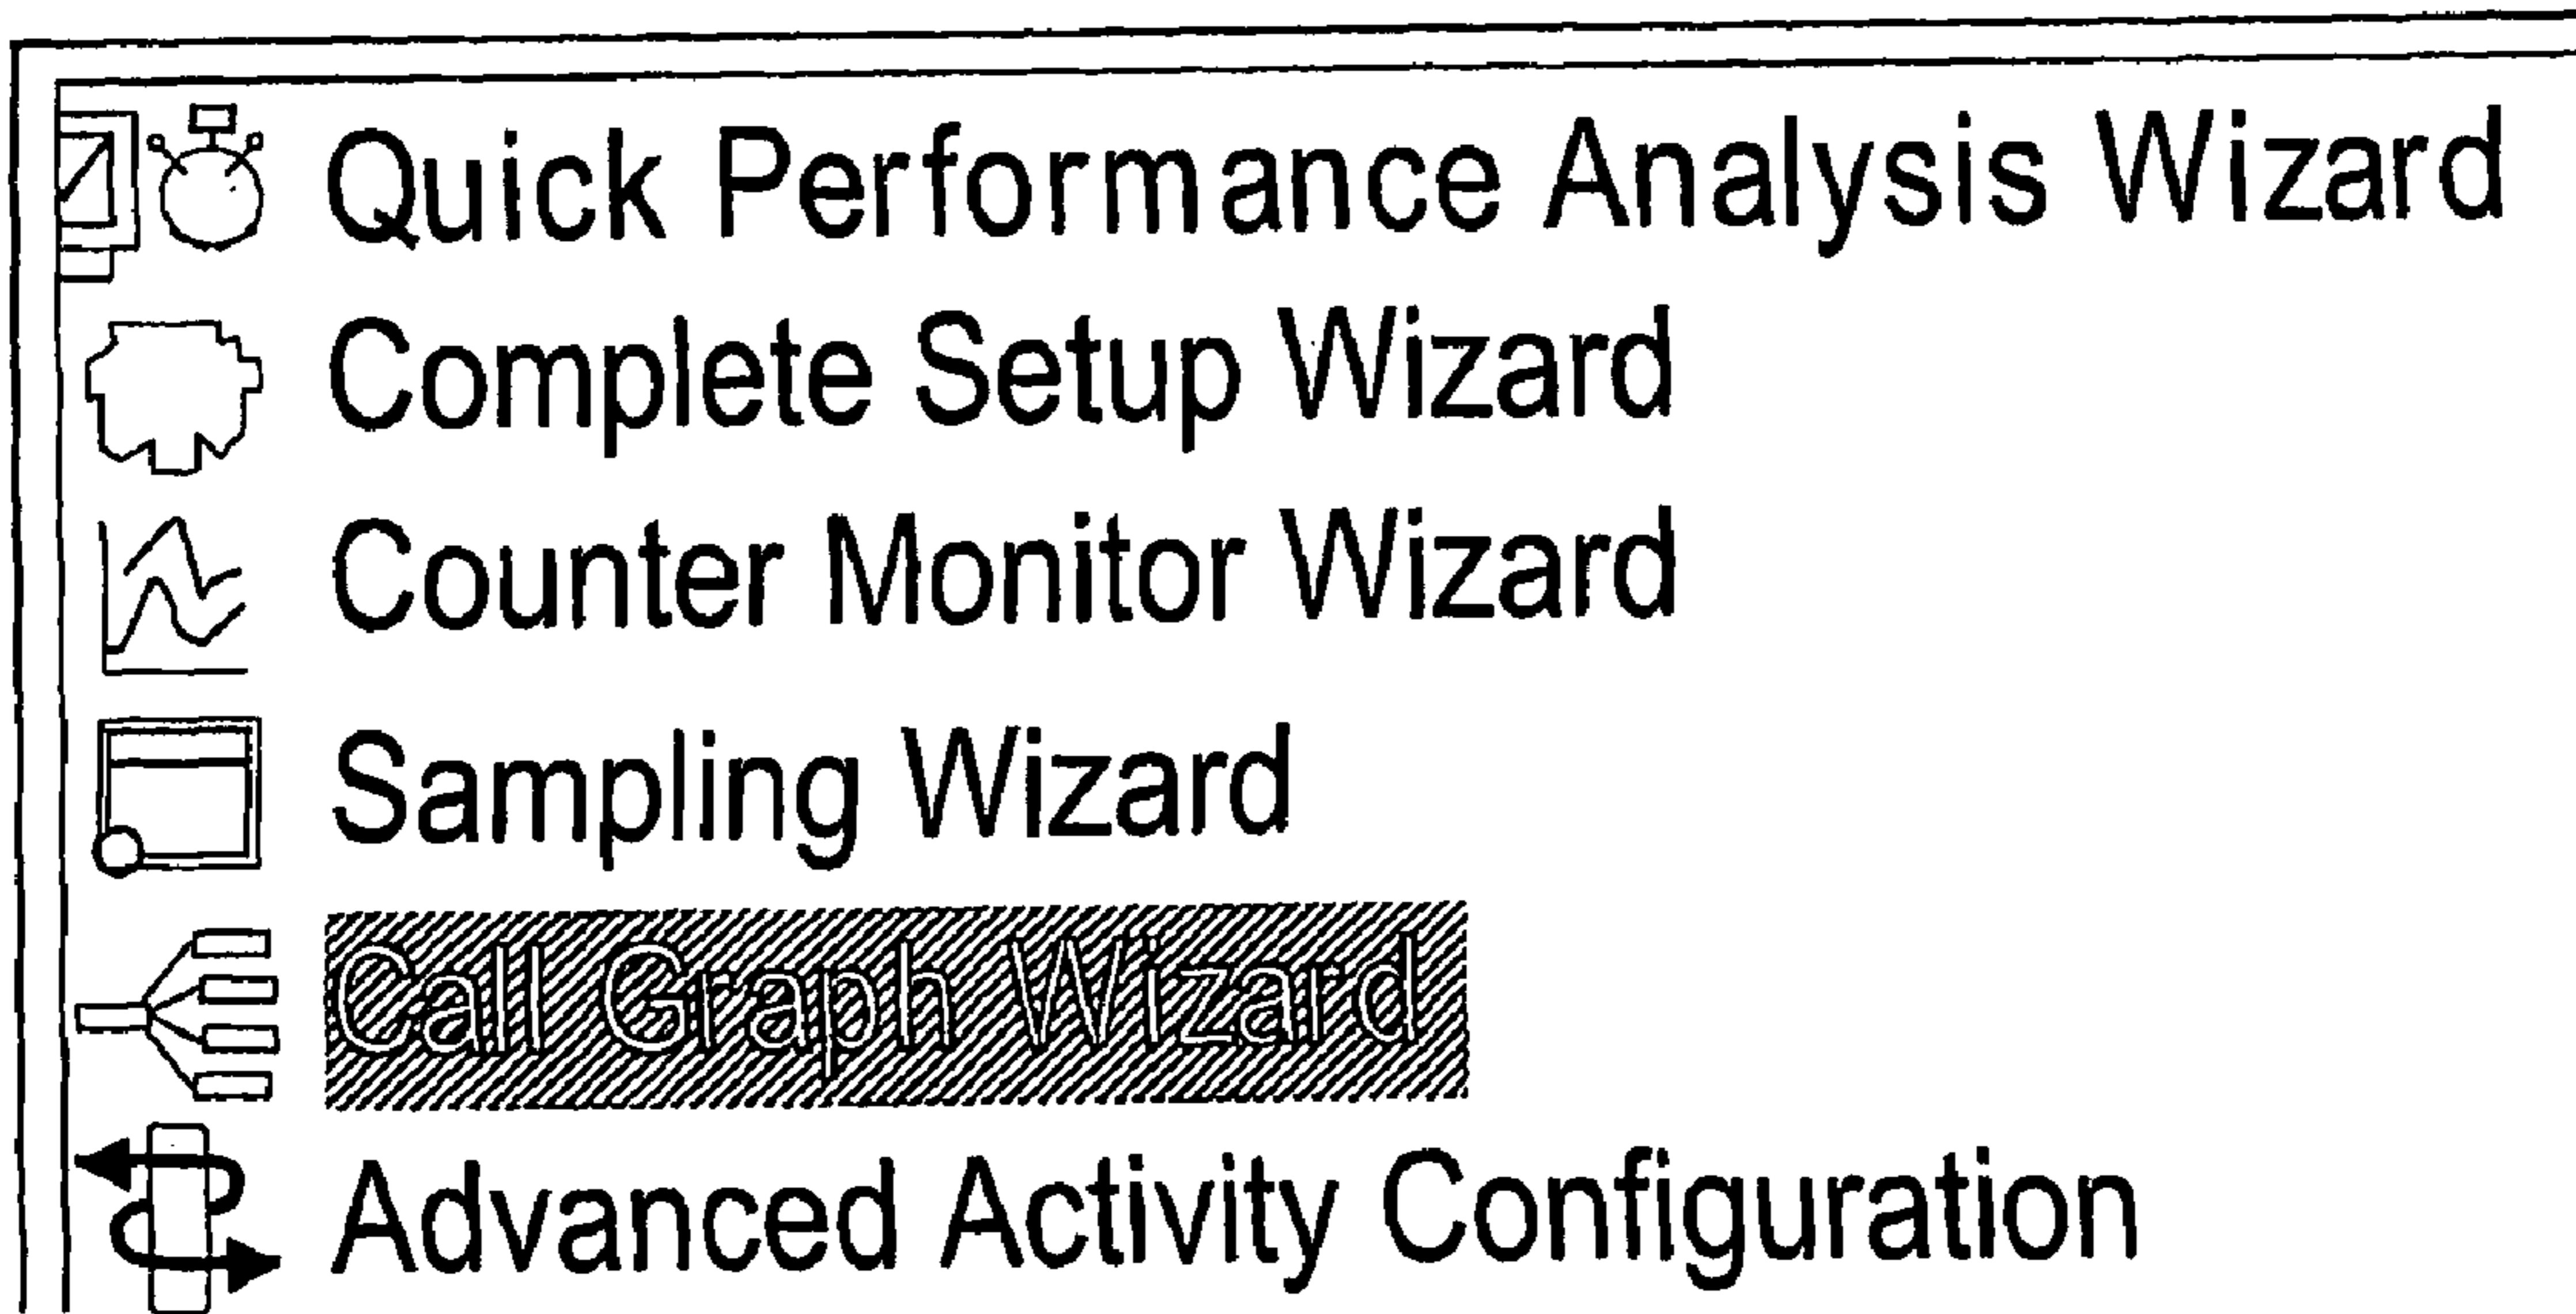 Quick Performance Analysis Wizard
Complete Setup Wizard
Counter Monitor Wizard
Sampling Wizard
Call Graph Wizard
Advanced Activity Configuration